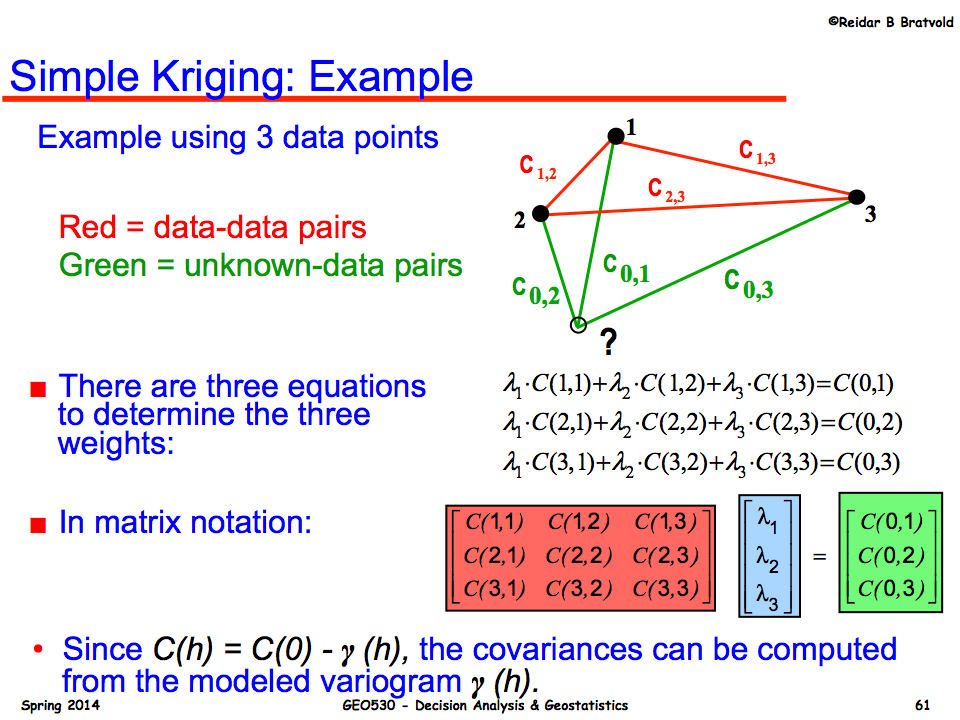 ©Reidar B Bratvold
Simple Kriging: Example
Example using 3 data points
Red = data-data pairs
Green = unknown-data pairs
1
C 1,2
C 1,3
C 2,3
2
3
C 0,1
C 0,2
C 0,3
?
■ There are three equations
to determine the three
weights:
λ₁·C(1,1)+λ₂·C(1,2)+λ₃·C(1,3)=C(0,1)
λ₁·C(2,1)+λ₂·C(2,2)+λ₃·C(2,3)=C(0,2)
λ₁·C(3,1)+λ₂·C(3,2)+λ₃·C(3,3)=C(0,3)
■ In matrix notation:
[C(1,1) C(1,2) C(1,3)] [λ₁] [C(0,1)]
[C(2,1) C(2,2) C(2,3)] [λ₂] = [C(0,2)]
[C(3,1) C(3,2) C(3,3)] [λ₃] [C(0,3)]
• Since C(h) = C(0) - γ (h), the covariances can be computed
from the modeled variogram γ (h).
Spring 2014 GEO530 - Decision Analysis & Geostatistics 61